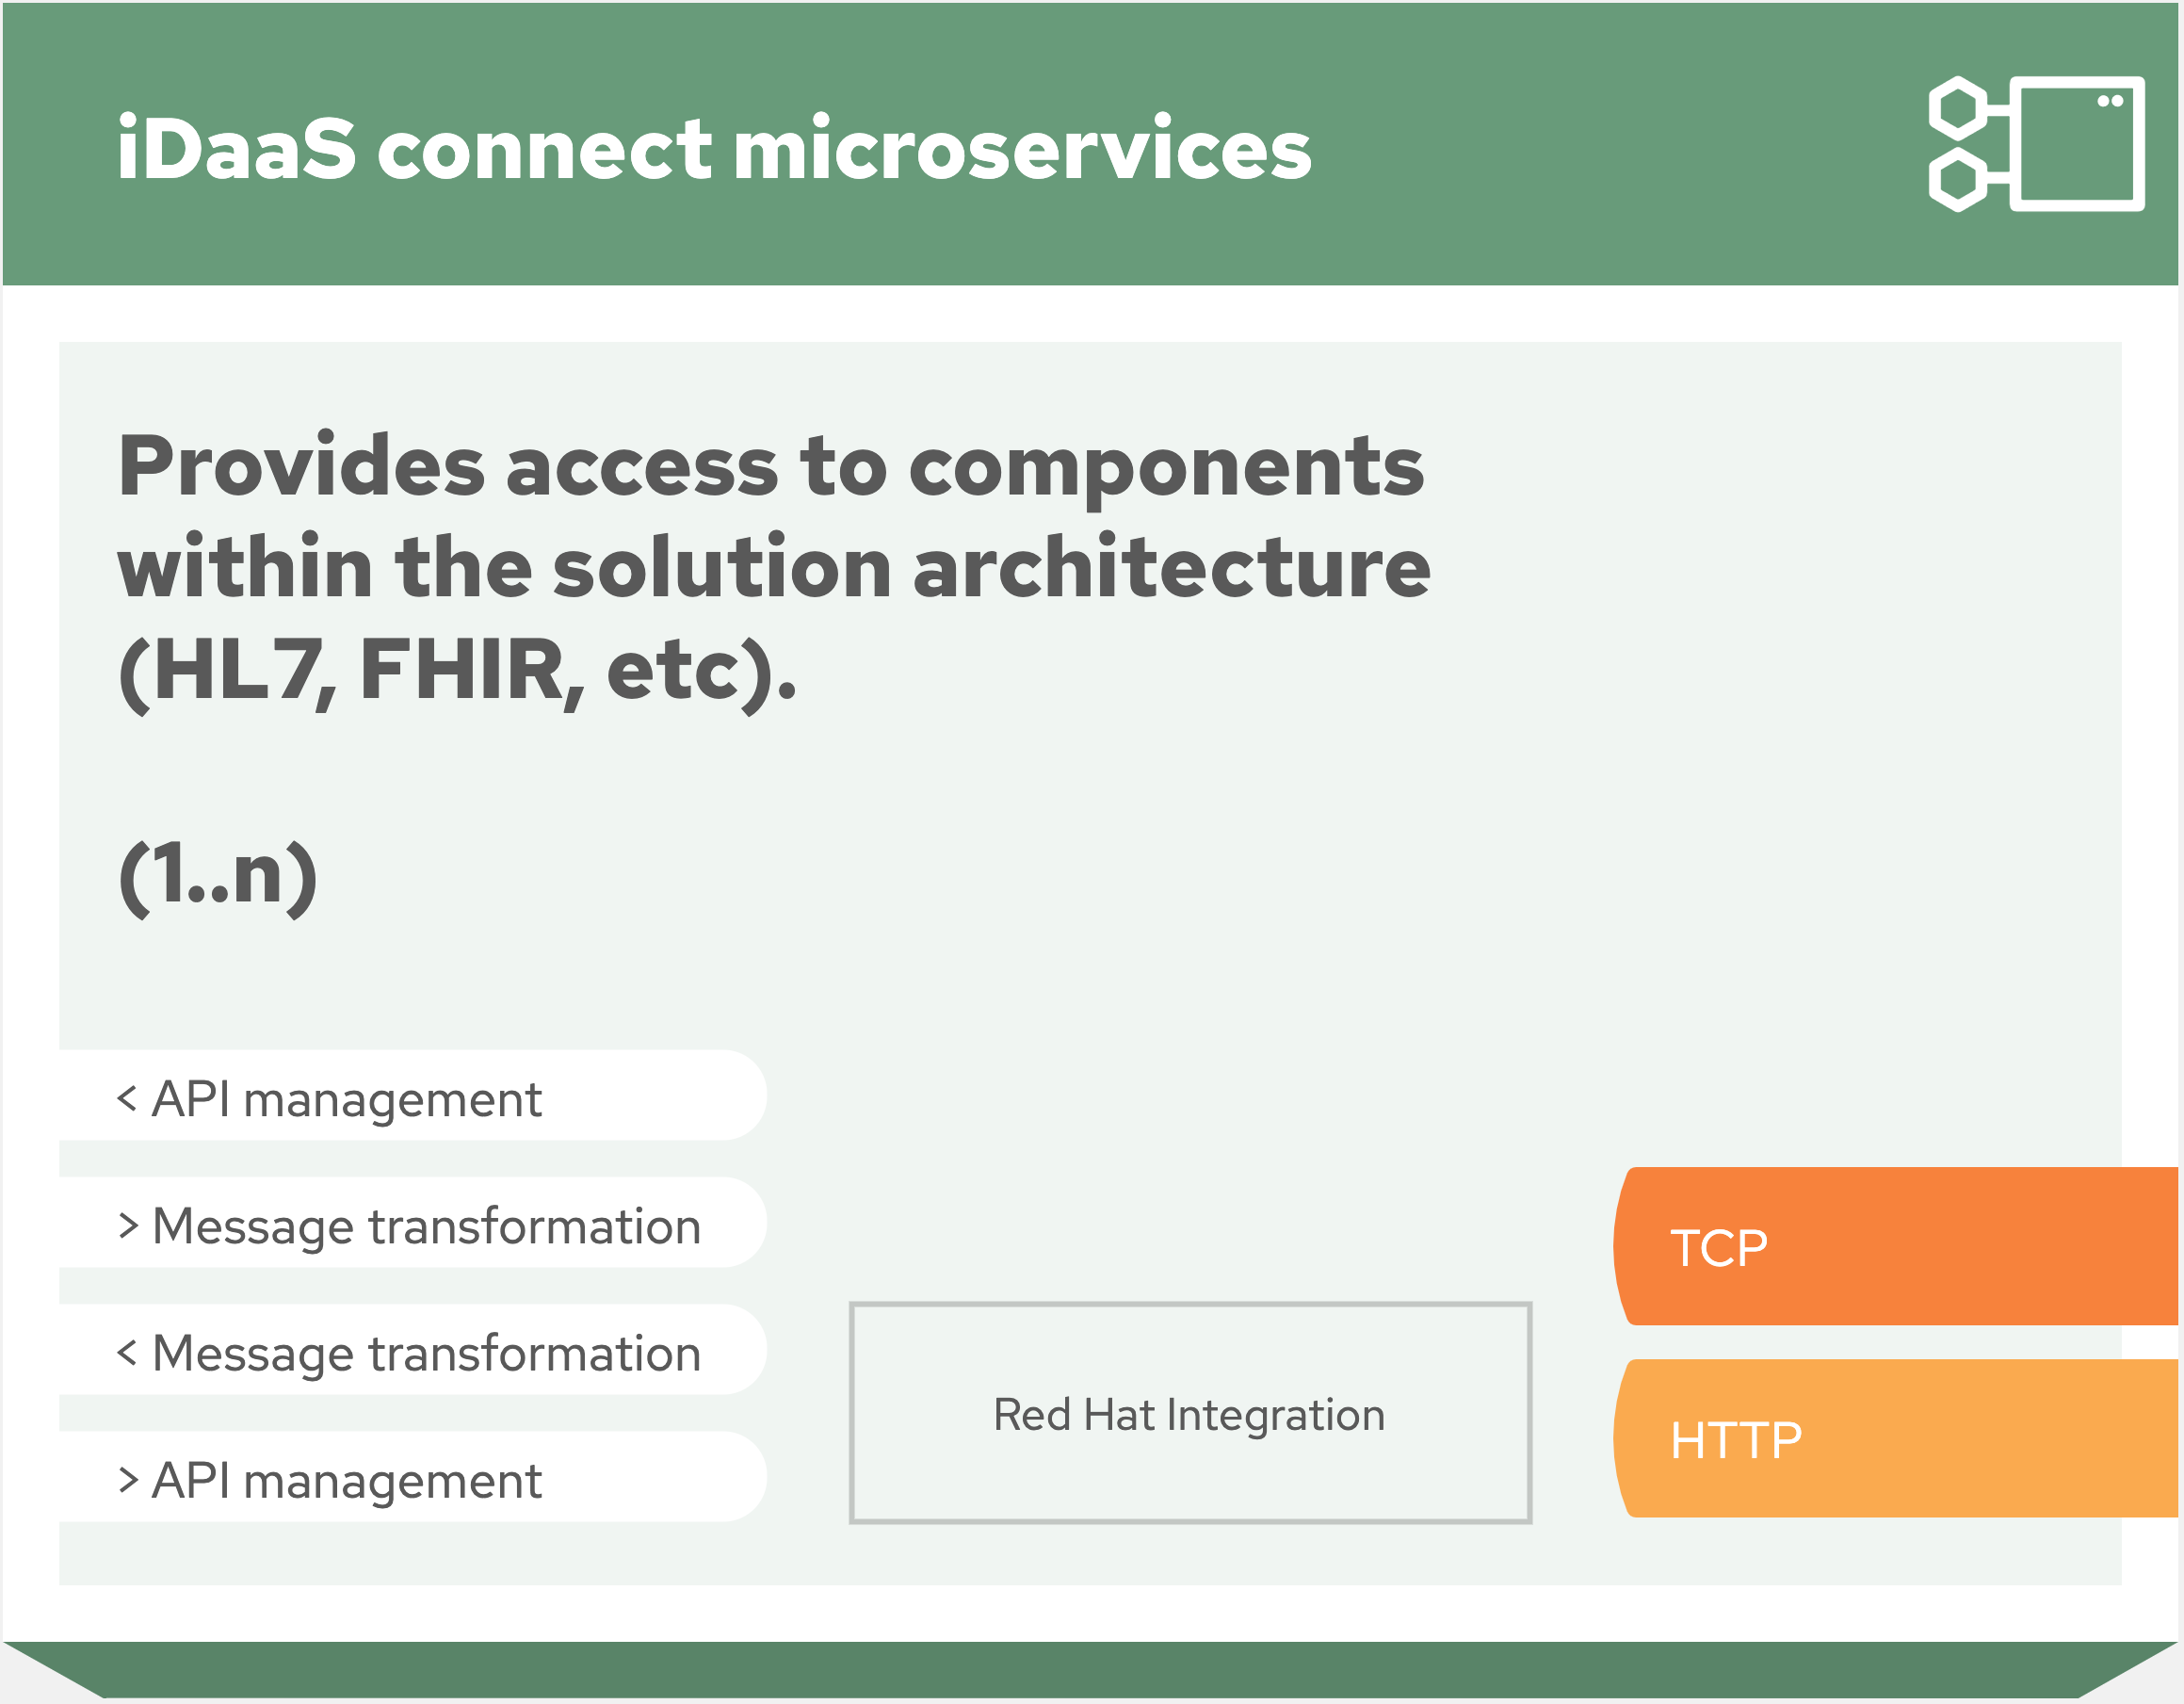 iDaaS connect microservices
Provides access to components
within the solution architecture
(HL7, FHIR, etc).
(1..n)
< API management
> Message transformation
< Message transformation
> API management
Red Hat Integration
TCP
HTTP